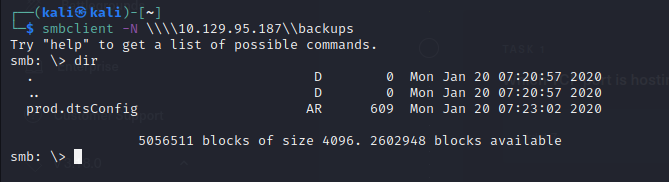 ┌──(kali㉿kali)-[~]
└─$ smbclient -N \\\\10.129.95.187\\backups
Try "help" to get a list of possible commands.
smb: \> dir
  .                                   D        0  Mon Jan 20 07:20:57 2020
  ..                                  D        0  Mon Jan 20 07:20:57 2020
  prod.dtsConfig                     AR      609  Mon Jan 20 07:23:02 2020
5056511 blocks of size 4096. 2602948 blocks available
smb: \>